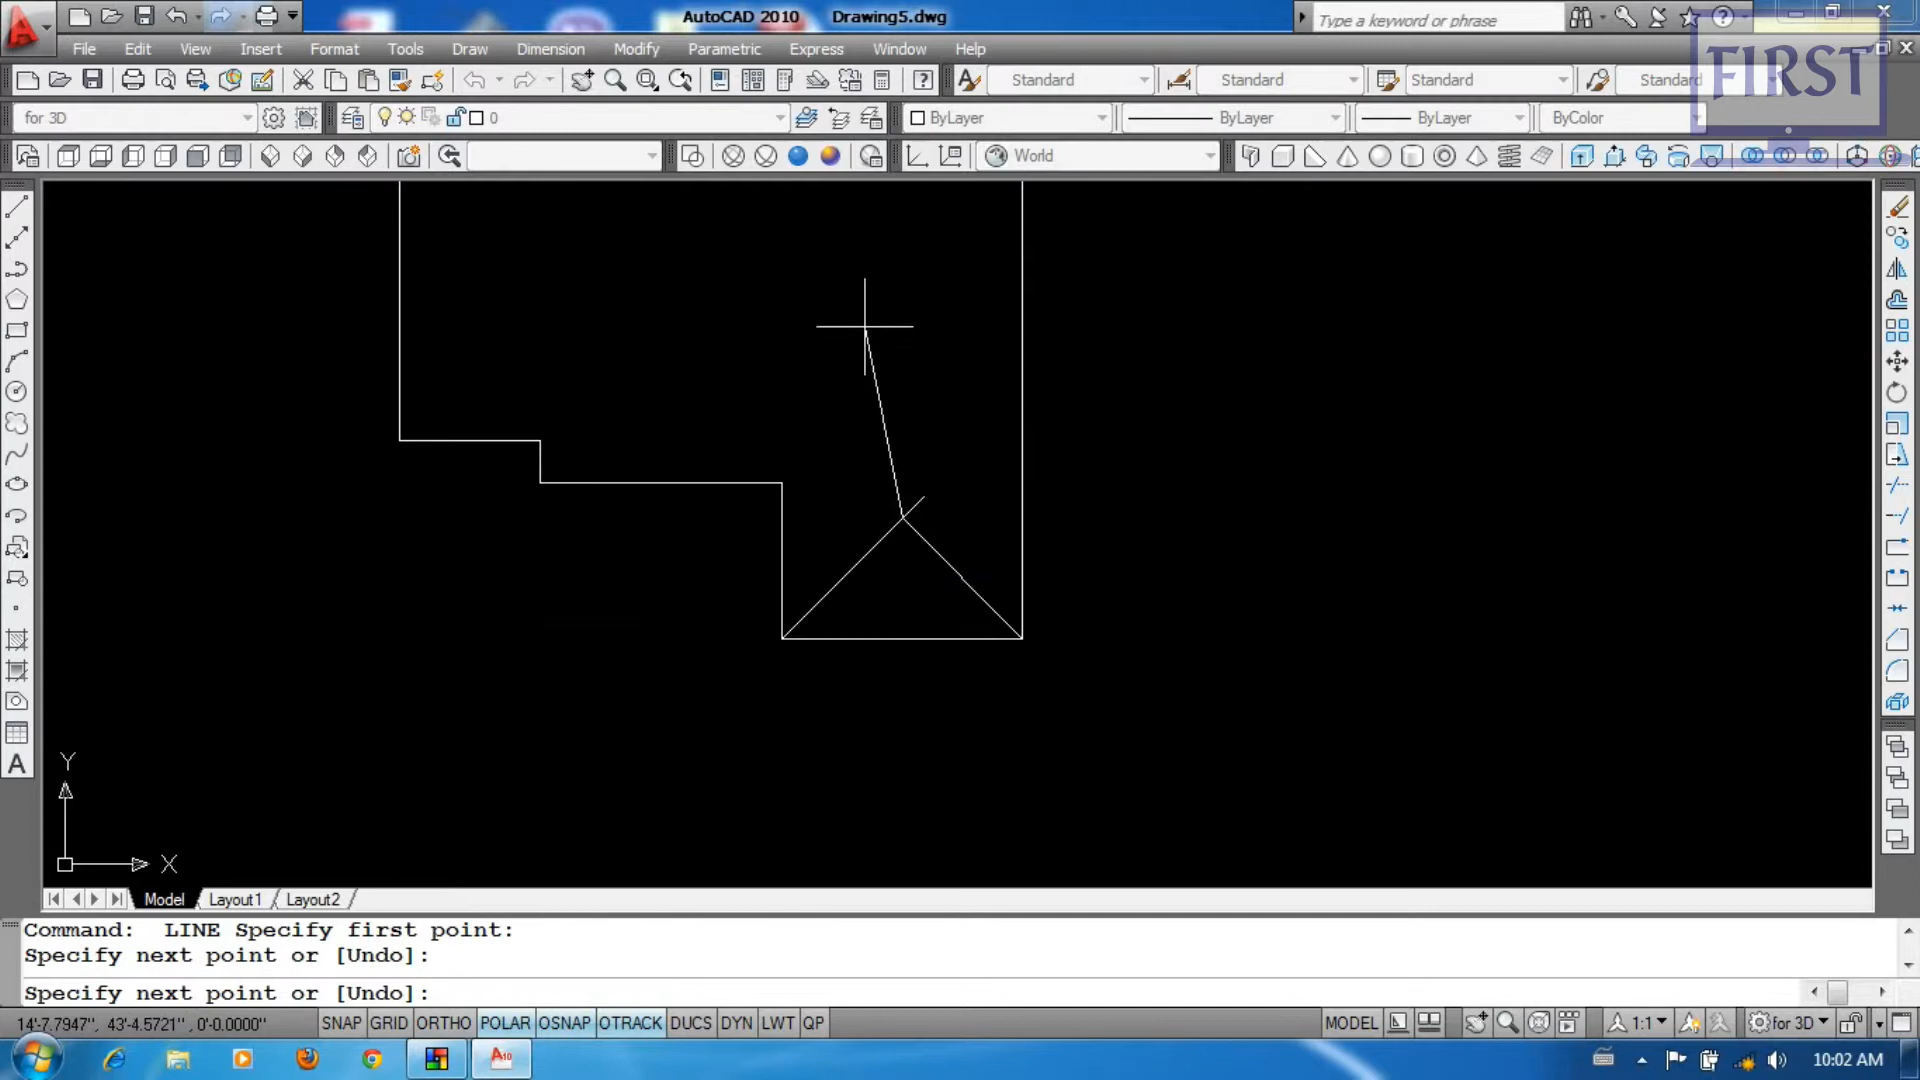 AutoCAD 2010 Drawing5.dwg
Type a keyword or phrase
File Edit View Insert Format Tools Draw Dimension Modify Parametric Express Window Help
FIRST
Standard Standard Standard Standard
for 3D 0 ByLayer ByLayer ByLayer ByColor
World
Y
X
A
Model Layout1 Layout2
Command: LINE Specify first point:
Specify next point or [Undo]:
Specify next point or [Undo]:
14'-7.7947", 43'-4.5721", 0'-0.0000" SNAP GRID ORTHO POLAR OSNAP OTRACK DUCS DYN LWT QP MODEL 1:1 for 3D
10:02 AM